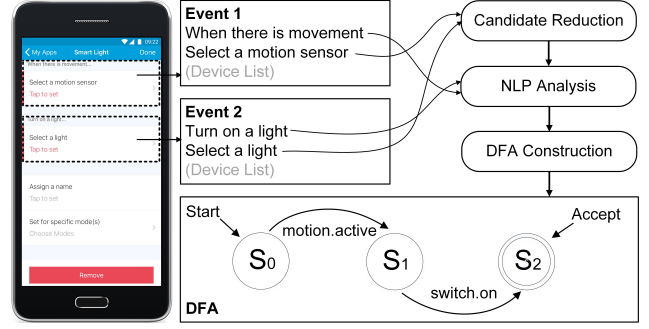 09:22
My Apps
Smart Light
Done
When there is movement...
Select a motion sensor
Tap to set
Turn on a light...
Select a light
Tap to set
Assign a name
Tap to set
Set for specific mode(s)
Choose Modes
Remove
Event 1
When there is movement
Select a motion sensor
(Device List)
Event 2
Turn on a light
Select a light
(Device List)
Candidate Reduction
NLP Analysis
DFA Construction
Start
motion.active
Accept
S0
S1
S2
switch.on
DFA